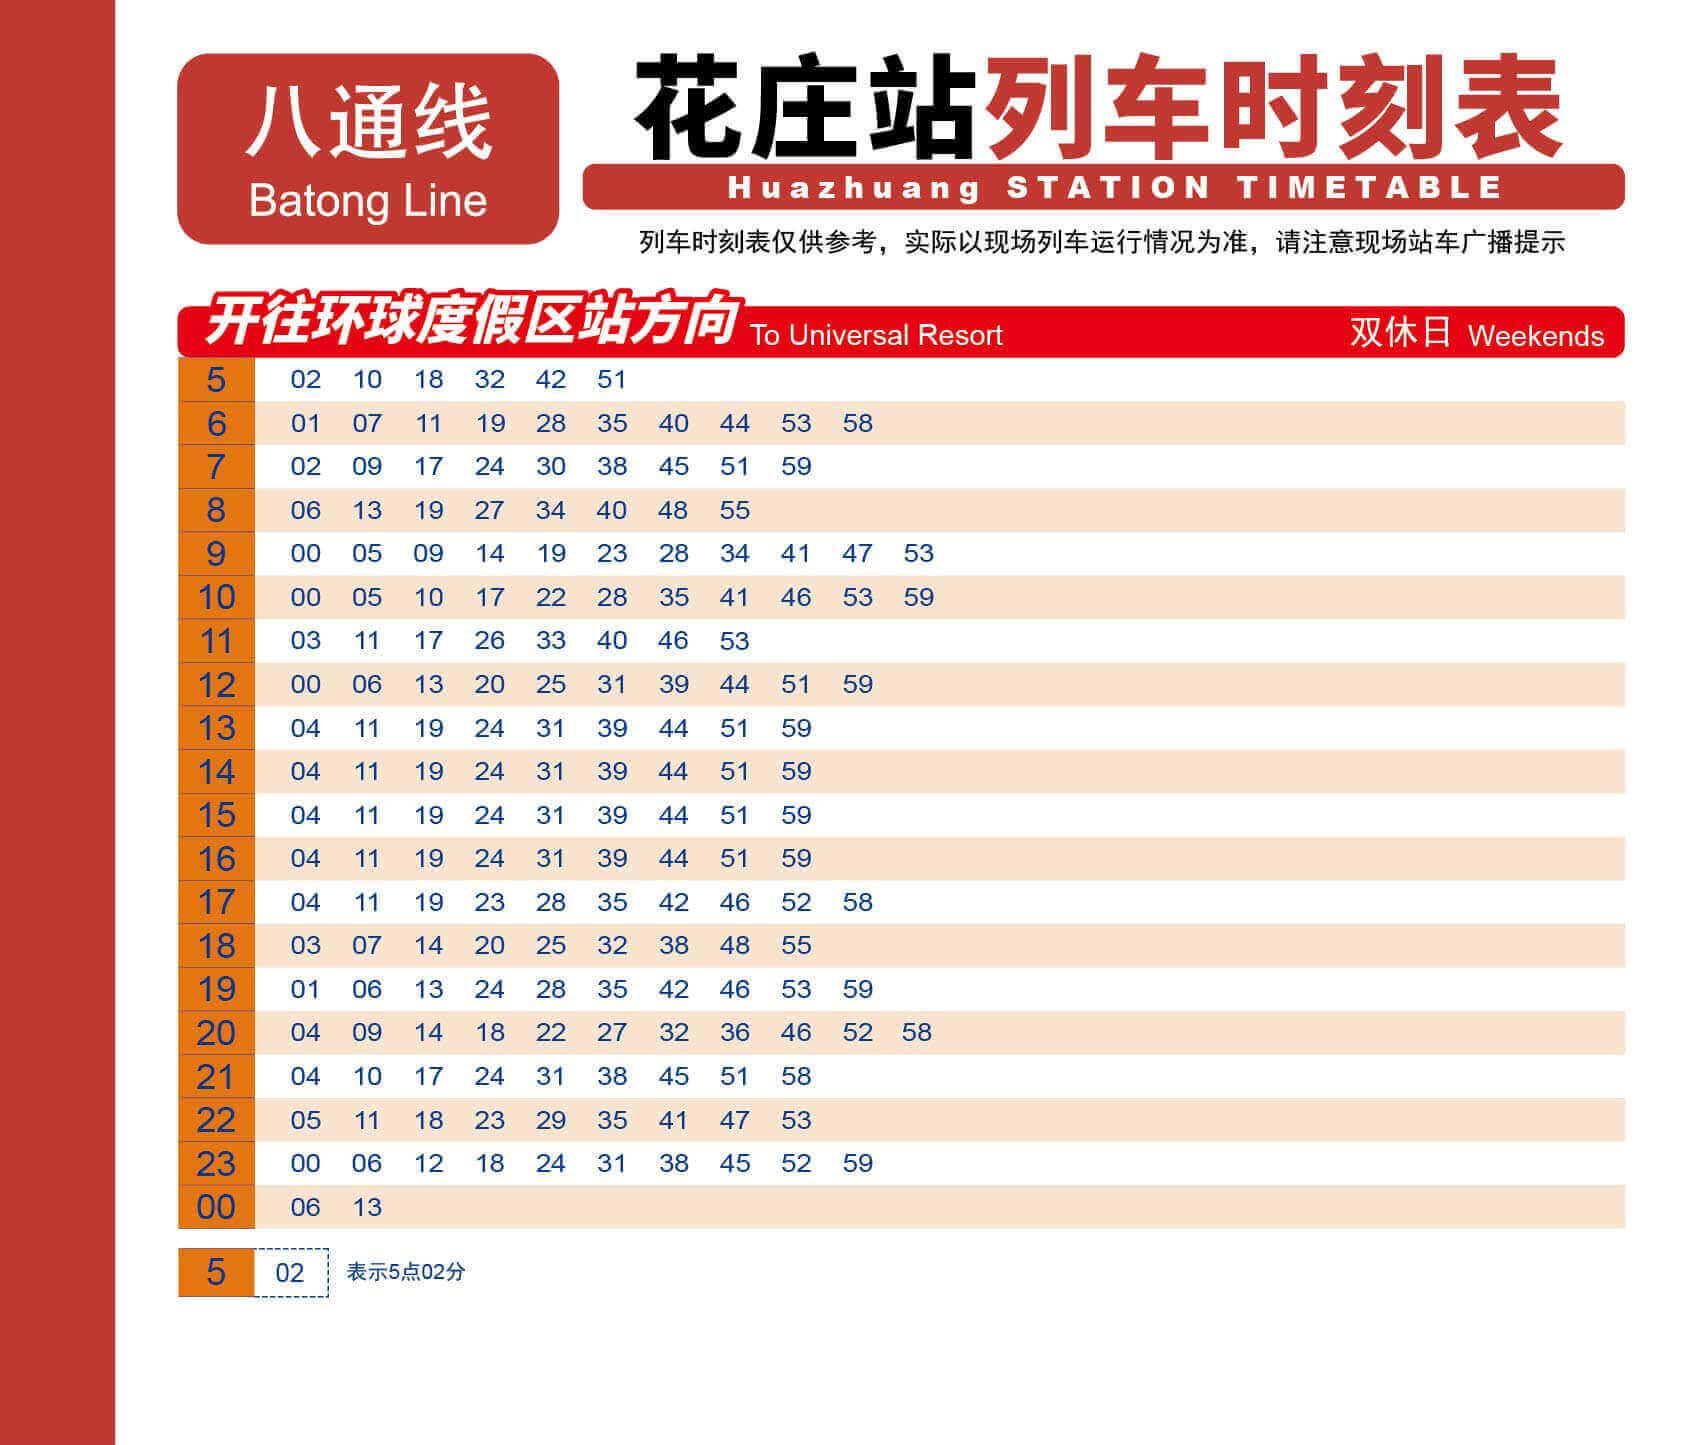 八通线
Batong Line
花庄站列车时刻表
Huazhuang STATION TIMETABLE
列车时刻表仅供参考，实际以现场列车运行情况为准，请注意现场站车广播提示
开往环球度假区站方向 To Universal Resort 双休日 Weekends
5 02 10 18 32 42 51
6 01 07 11 19 28 35 40 44 53 58
7 02 09 17 24 30 38 45 51 59
8 06 13 19 27 34 40 48 55
9 00 05 09 14 19 23 28 34 41 47 53
10 00 05 10 17 22 28 35 41 46 53 59
11 03 11 17 26 33 40 46 53
12 00 06 13 20 25 31 39 44 51 59
13 04 11 19 24 31 39 44 51 59
14 04 11 19 24 31 39 44 51 59
15 04 11 19 24 31 39 44 51 59
16 04 11 19 24 31 39 44 51 59
17 04 11 19 23 28 35 42 46 52 58
18 03 07 14 20 25 32 38 48 55
19 01 06 13 24 28 35 42 46 53 59
20 04 09 14 18 22 27 32 36 46 52 58
21 04 10 17 24 31 38 45 51 58
22 05 11 18 23 29 35 41 47 53
23 00 06 12 18 24 31 38 45 52 59
00 06 13
5 02 表示5点02分